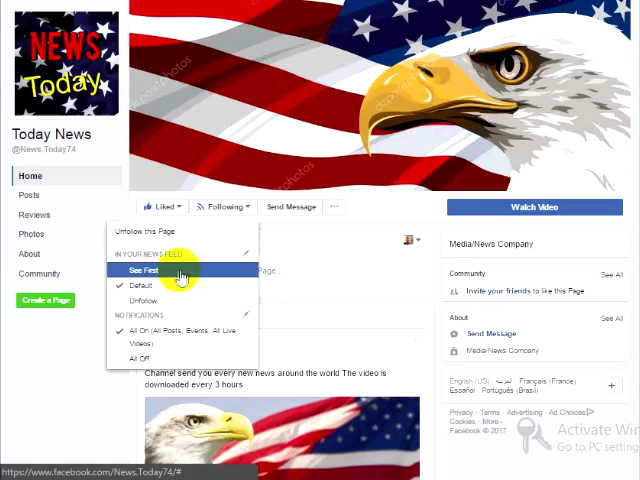 NEWS
Today
depositphotos
depositphotos
depositphotos
Today News
@News.Today74
Home
Posts
Reviews
Photos
About
Community
Create a Page
Liked
Following
Send Message
...
Watch Video
Unfollow this Page
IN YOUR NEWS FEED
See First
Default
Unfollow
NOTIFICATIONS
All On (All Posts, Events, All Live
Videos)
All Off
Page..
Channel send you every new news around the world The video is
downloaded every 3 hours
Media/News Company
Community
See All
Invite your friends to like this Page
About
See All
Send Message
Media/News Company
English (US) · العربية · Français (France)
Español · Português (Brasil)
+
Privacy · Terms · Advertising · Ad Choices
Cookies · More
Facebook © 2017
Activate Win
Go to PC setting
https://www.facebook.com/News.Today74/#